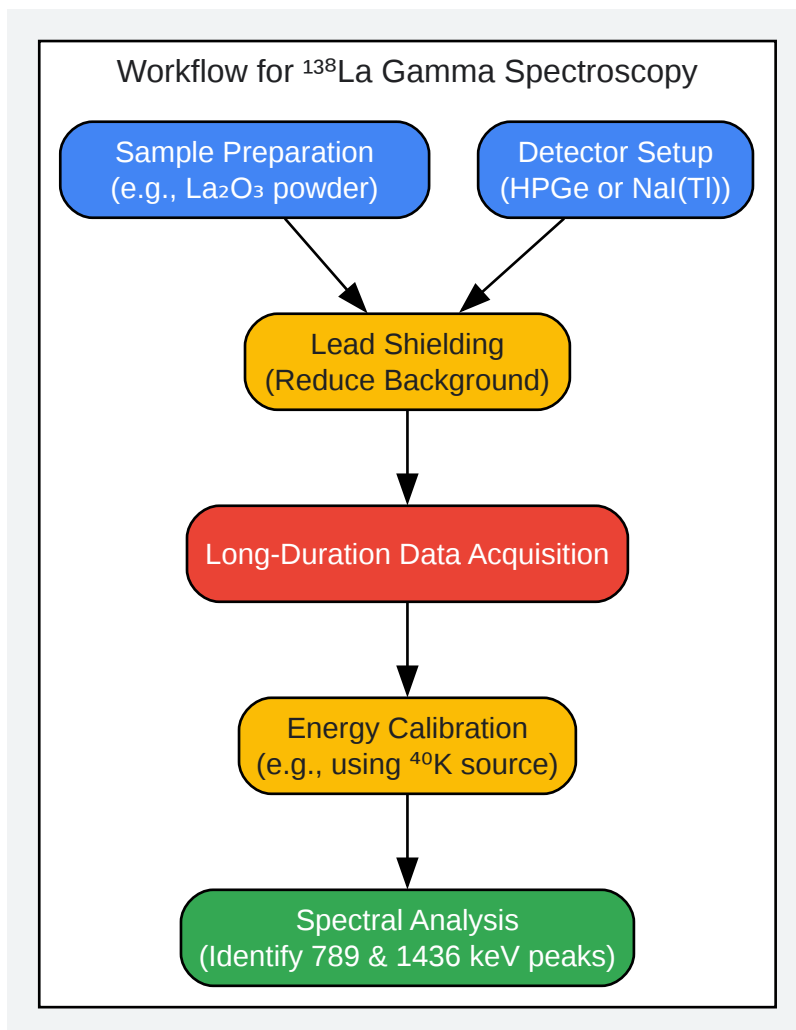 Workflow for ¹³⁸La Gamma Spectroscopy
Sample Preparation
(e.g., La₂O₃ powder)
Detector Setup
(HPGe or NaI(Tl))
Lead Shielding
(Reduce Background)
Long-Duration Data Acquisition
Energy Calibration
(e.g., using ⁴⁰K source)
Spectral Analysis
(Identify 789 & 1436 keV peaks)